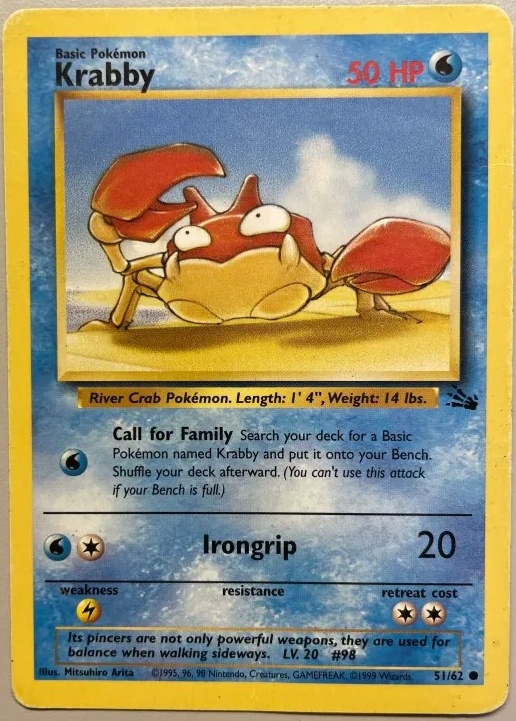 Basic Pokémon
Krabby
50 HP
River Crab Pokémon. Length: 1' 4", Weight: 14 lbs.
Call for Family Search your deck for a Basic
Pokémon named Krabby and put it onto your Bench.
Shuffle your deck afterward. (You can't use this attack
if your Bench is full.)
Irongrip 20
weakness resistance retreat cost
Its pincers are not only powerful weapons, they are used for
balance when walking sideways. LV. 20 #98
Illus. Mitsuhiro Arita ©1995, 96, 98 Nintendo, Creatures, GAMEFREAK. ©1999 Wizards. 51/62